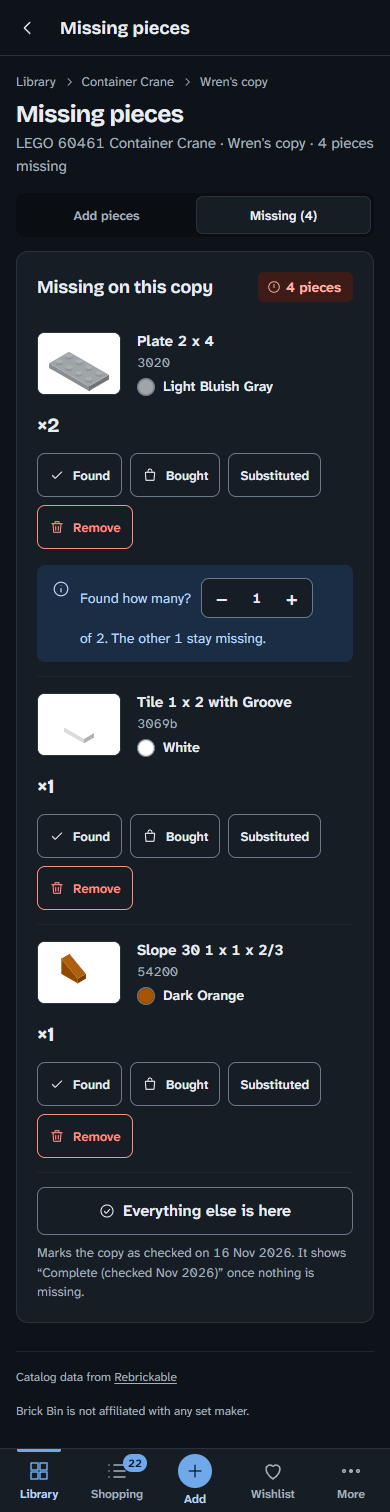 Missing pieces
Library > Container Crane > Wren's copy
Missing pieces
LEGO 60461 Container Crane · Wren's copy · 4 pieces
missing
Add pieces
Missing (4)
Missing on this copy
4 pieces
Plate 2 x 4
3020
Light Bluish Gray
×2
Found
Bought
Substituted
Remove
Found how many?
− 1 +
of 2. The other 1 stay missing.
Tile 1 x 2 with Groove
3069b
White
×1
Found
Bought
Substituted
Remove
Slope 30 1 x 1 x 2/3
54200
Dark Orange
×1
Found
Bought
Substituted
Remove
Everything else is here
Marks the copy as checked on 16 Nov 2026. It shows
“Complete (checked Nov 2026)” once nothing is
missing.
Catalog data from Rebrickable
Brick Bin is not affiliated with any set maker.
Library
22
Shopping
Add
Wishlist
More